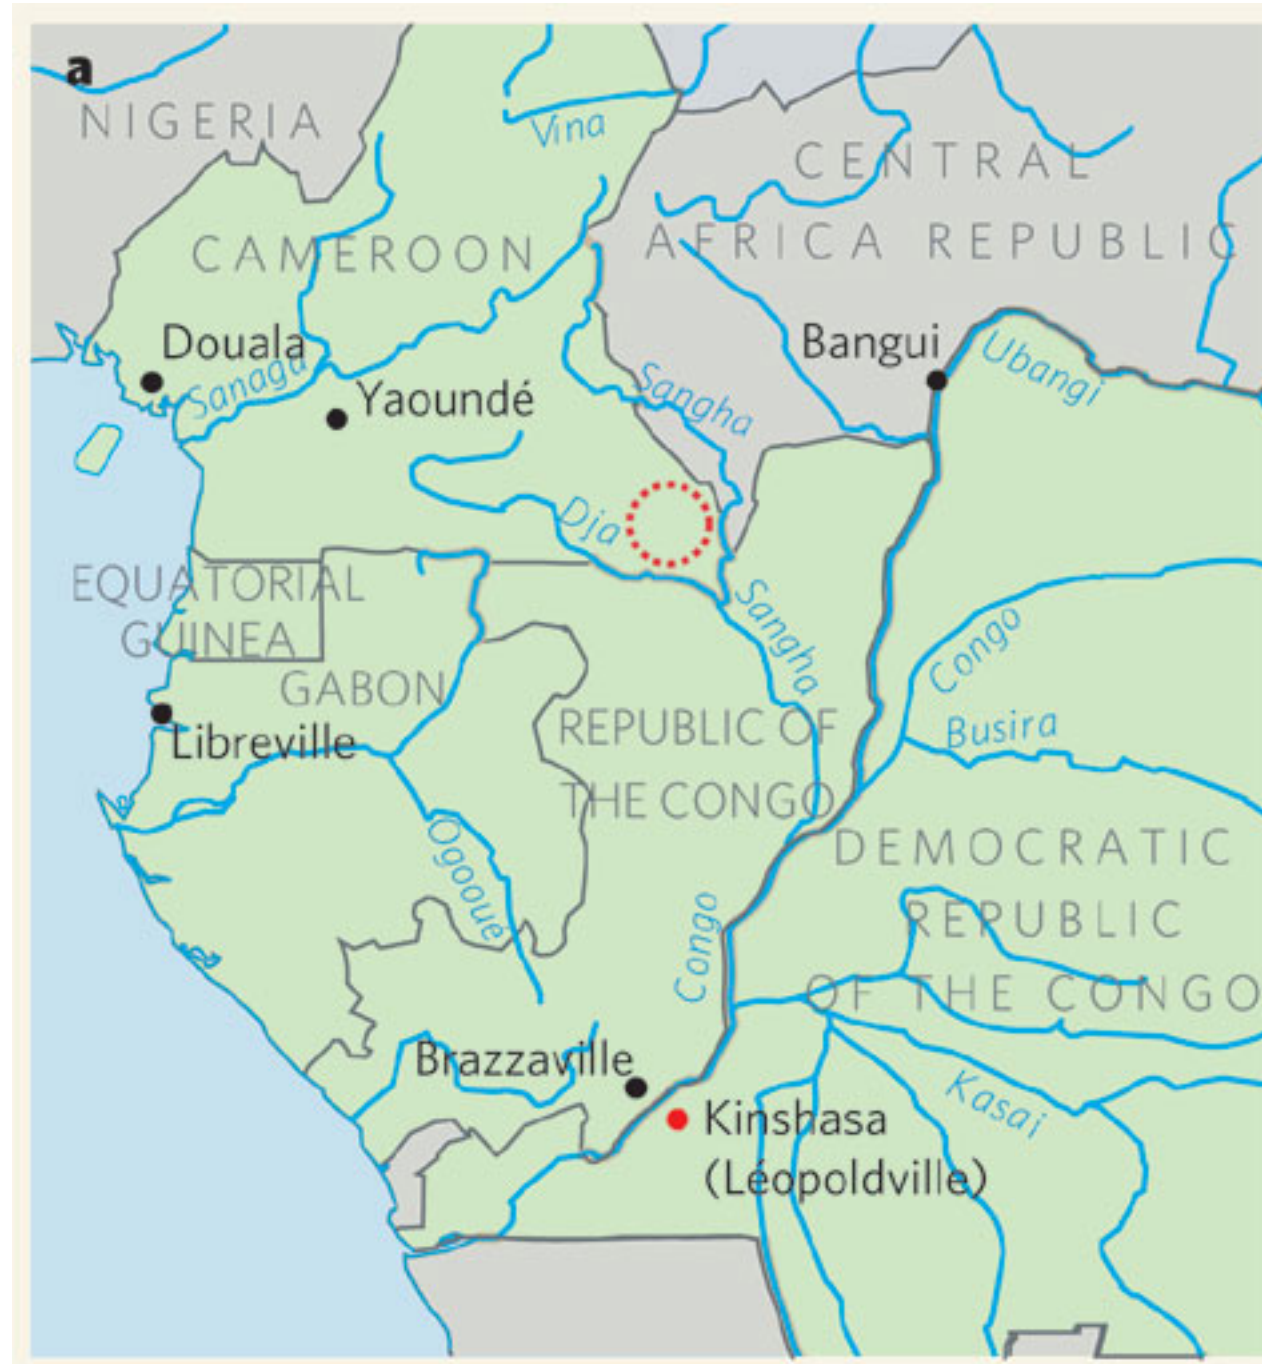 a
NIGERIA
Vina
CENTRAL
AFRICA REPUBLIC
CAMEROON
Douala
Sanaga
Yaoundé
Bangui
Ubangi
Sangha
Dja
EQUATORIAL
GUINEA
Sangha
Congo
GABON
Libreville
REPUBLIC OF
THE CONGO
Busira
Ogooué
DEMOCRATIC
REPUBLIC
OF THE CONGO
Congo
Brazzaville
Kinshasa
(Léopoldville)
Kasai